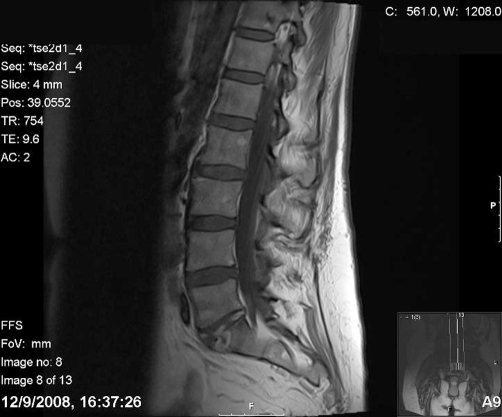 C: 561.0, W: 1208.0
Seq: *tse2d1_4
Seq: *tse2d1_4
Slice: 4 mm
Pos: 39.0552
TR: 754
TE: 9.6
AC: 2
P
FFS
FoV: mm
Image no: 8
Image 8 of 13
12/9/2008, 16:37:26
F
13
A9